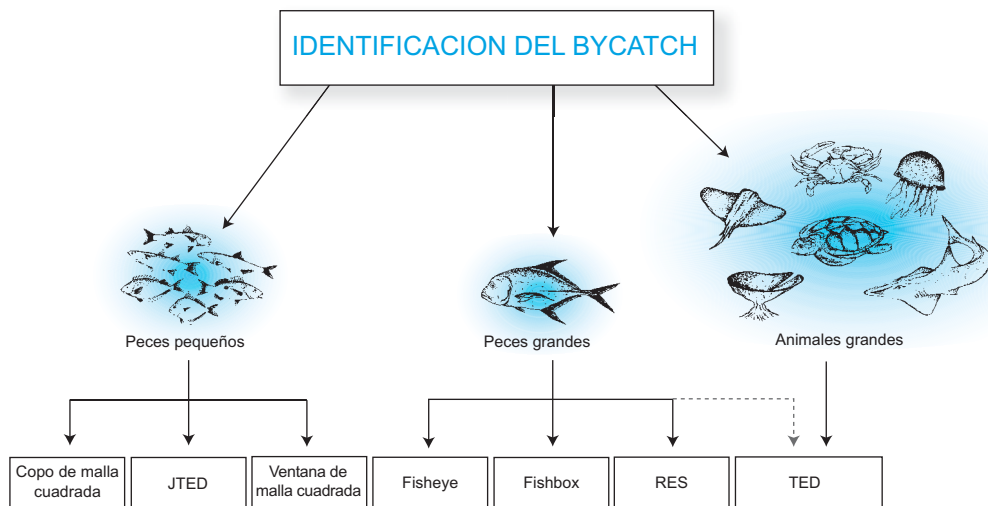 IDENTIFICACION DEL BYCATCH
Peces pequeños
Peces grandes
Animales grandes
Copo de malla
cuadrada
JTED
Ventana de
malla cuadrada
Fisheye
Fishbox
RES
TED